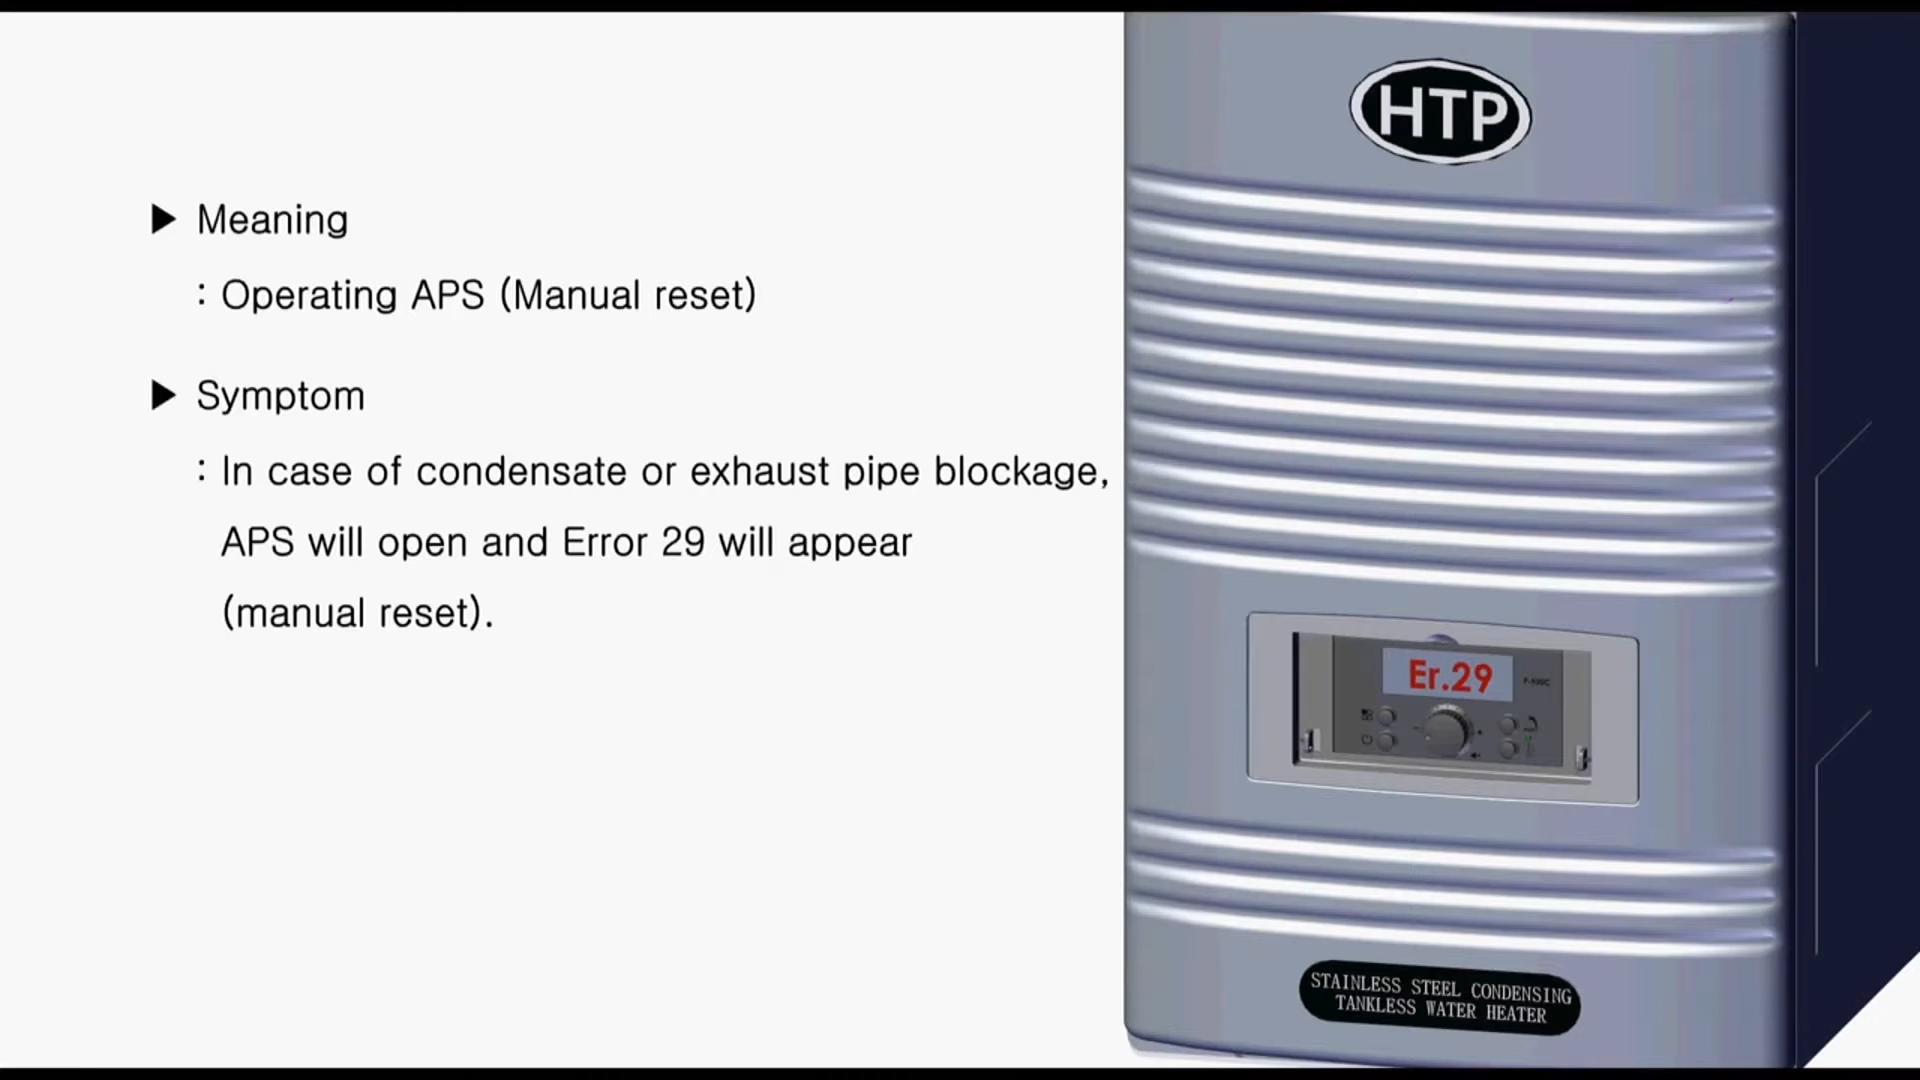 ▶ Meaning
: Operating APS (Manual reset)
▶ Symptom
: In case of condensate or exhaust pipe blockage,
APS will open and Error 29 will appear
(manual reset).
HTP
Er.29
STAINLESS STEEL CONDENSING
TANKLESS WATER HEATER